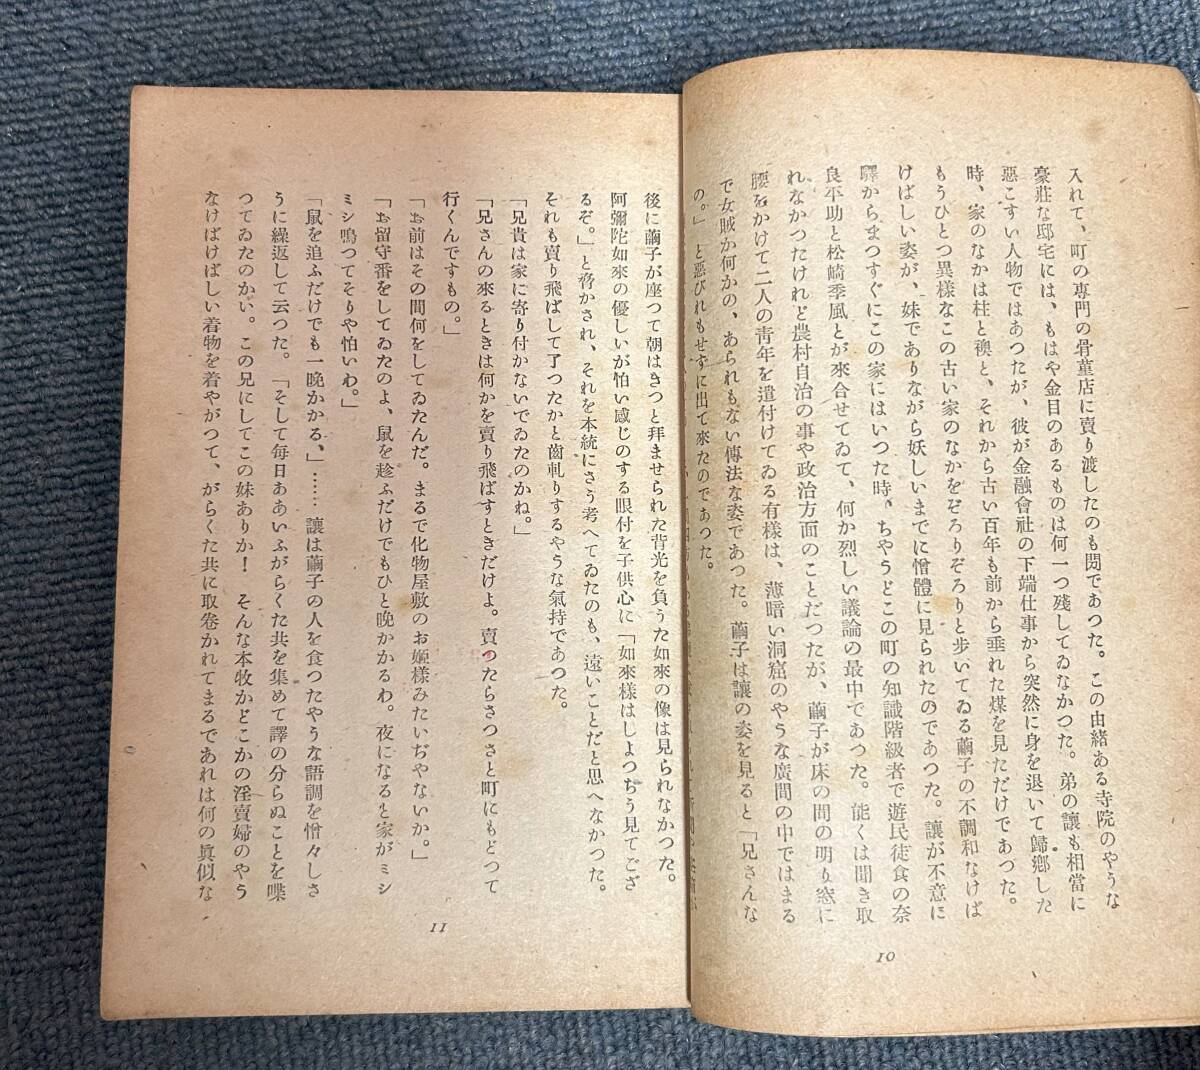 入れて、町の専門の骨董店に賣り渡したのも閔であつた。この由緒ある寺院のやうな
豪莊な邸宅には、もはや金目のあるものは何一つ殘してゐなかつた。弟の讓も相當に
惡こすい人物ではあつたが、彼が金融會社の下端仕事から突然に身を退いて歸鄕した
時、家のなかは柱と襖と、それから古い百年も前から垂れた煤を見ただけであつた。
もうひとつ異樣なこの古い家のなかをぞろりぞろりと歩いてゐる繭子の不調和なけば
けばしい姿が、妹でありながら妖しいまでに憎體に見られたのであつた。讓が不意に
驛からまつすぐにこの家にはいつた時、ちやうどこの町の知識階級者で遊民徒食の奈
良平助と松崎季風とが來合せてゐて、何か烈しい議論の最中であつた。能くは聞き取
れなかつたけれど農村自治の事や政治方面のことだつたが、繭子が床の間の明り窓に
腰をかけて二人の靑年を遣付けてゐる有樣は、薄暗い洞窟のやうな廣間の中ではまる
で女賊か何かの、あられもない傳法な姿であつた。繭子は讓の姿を見ると「兄さんな
の。」と惡びれもせずに出て來たのであつた。
10
後に繭子が座つて朝はきつと拜ませられた背光を負うた如來の像は見られなかつた。
阿彌陀如來の優しいが怕い感じのする眼付を子供心に「如來樣はしよつちう見てござ
るぞ。」と脅かされ、それを本統にさう考へてゐたのも、遠いことだと思へなかつた。
それも賣り飛ばして了つたかと齒軋りするやうな氣持であつた。
「兄貴は家に寄り付かないでゐたのかね。」
「兄さんの來るときは何かを賣り飛ばすときだけよ。賣つたらさつさと町にもどつて
行くんですもの。」
「お前はその間何をしてゐたんだ。まるで化物屋敷のお姬樣みたいぢやないか。」
「お留守番をしてゐたのよ、鼠を趁ふだけでもひと晩かかるわ。夜になると家がミシ
ミシ鳴つてそりや怕いわ。」
「鼠を追ふだけでも一晩かかる、」……讓は繭子の人を食つたやうな語調を憎々しさ
うに繰返して云つた。「そして毎日ああいふがらくた共を集めて譯の分らぬことを喋
つてゐたのかい。この兄にしてこの妹ありか！　そんな本牧かどこかの淫賣婦のやう
なけばけばしい着物を着やがつて、がらくた共に取卷かれてまるであれは何の眞似な
11